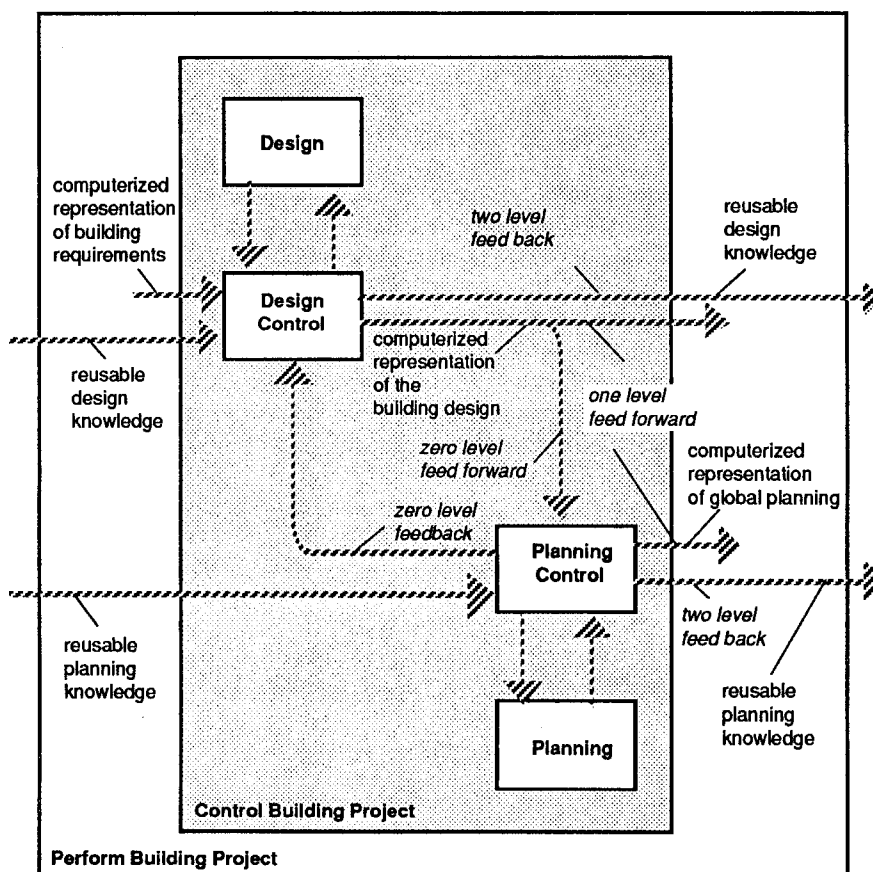 Design
computerized
representation
of building
requirements
two level
feed back
reusable
design
knowledge
Design
Control
reusable
design
knowledge
computerized
representation
of the
building design
one level
feed forward
zero level
feed forward
computerized
representation
of global planning
zero level
feedback
Planning
Control
two level
feed back
reusable
planning
knowledge
reusable
planning
knowledge
Planning
Control Building Project
Perform Building Project